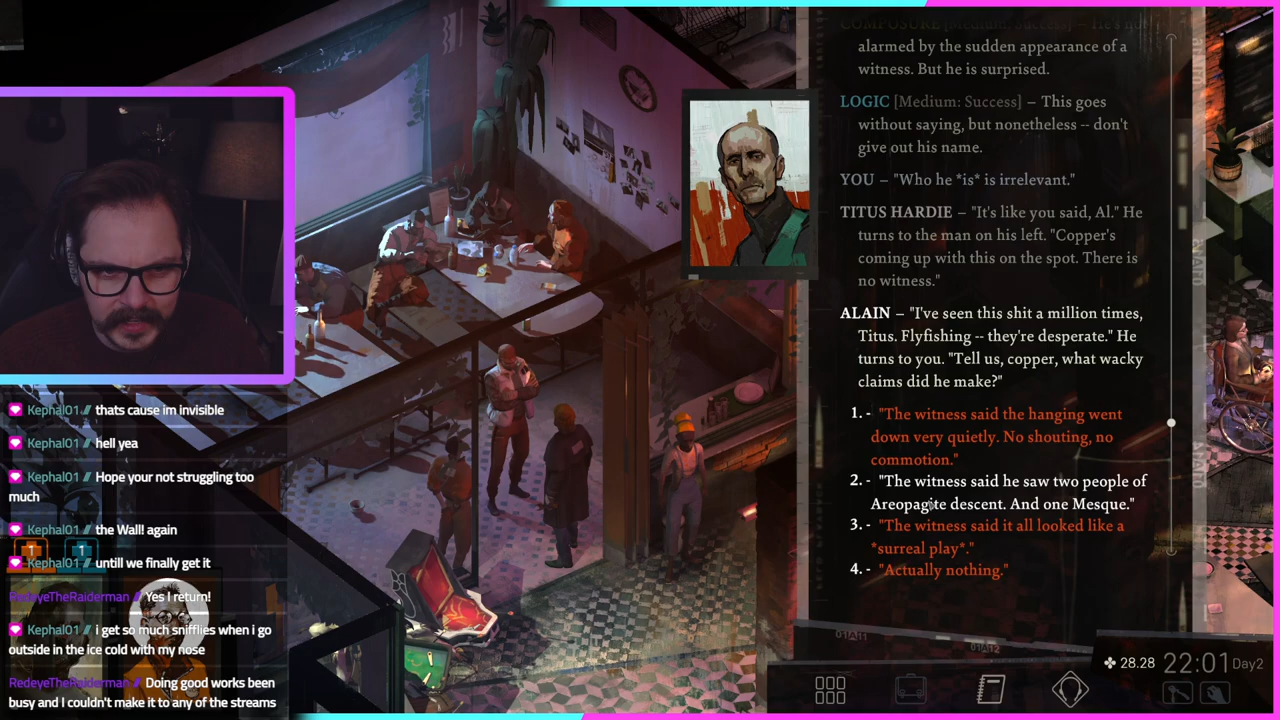 COMPOSURE [Medium: Success] – He's not
alarmed by the sudden appearance of a
witness. But he is surprised.
LOGIC [Medium: Success] – This goes
without saying, but nonetheless -- don't
give out his name.
YOU – "Who he *is* is irrelevant."
TITUS HARDIE – "It's like you said, Al." He
turns to the man on his left. "Copper's
coming up with this on the spot. There is
no witness."
ALAIN – "I've seen this shit a million times,
Titus. Flyfishing -- they're desperate." He
turns to you. "Tell us, copper, what wacky
claims did he make?"
1. - "The witness said the hanging went
down very quietly. No shouting, no
commotion."
2. - "The witness said he saw two people of
Areopagite descent. And one Mesque."
3. - "The witness said it all looked like a
*surreal play*."
4. - "Actually nothing."
28.28 22:01 Day2
Kephal01 // thats cause im invisible
Kephal01 // hell yea
Kephal01 // Hope your not struggling too
much
Kephal01 // the Wall! again
Kephal01 // untill we finally get it
RedeyeTheRaiderman // Yes I return!
Kephal01 // i get so much snifflies when i go
outside in the ice cold with my nose
RedeyeTheRaiderman // Doing good works been
busy and I couldn't make it to any of the streams
1 1